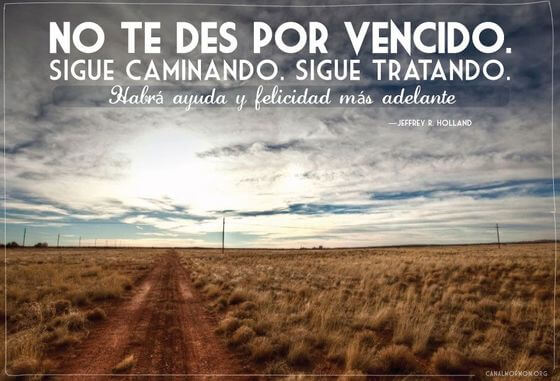 NO TE DES POR VENCIDO.
SIGUE CAMINANDO. SIGUE TRATANDO.
Habrá ayuda y felicidad más adelante
—JEFFREY R. HOLLAND
CANALMORMON.ORG